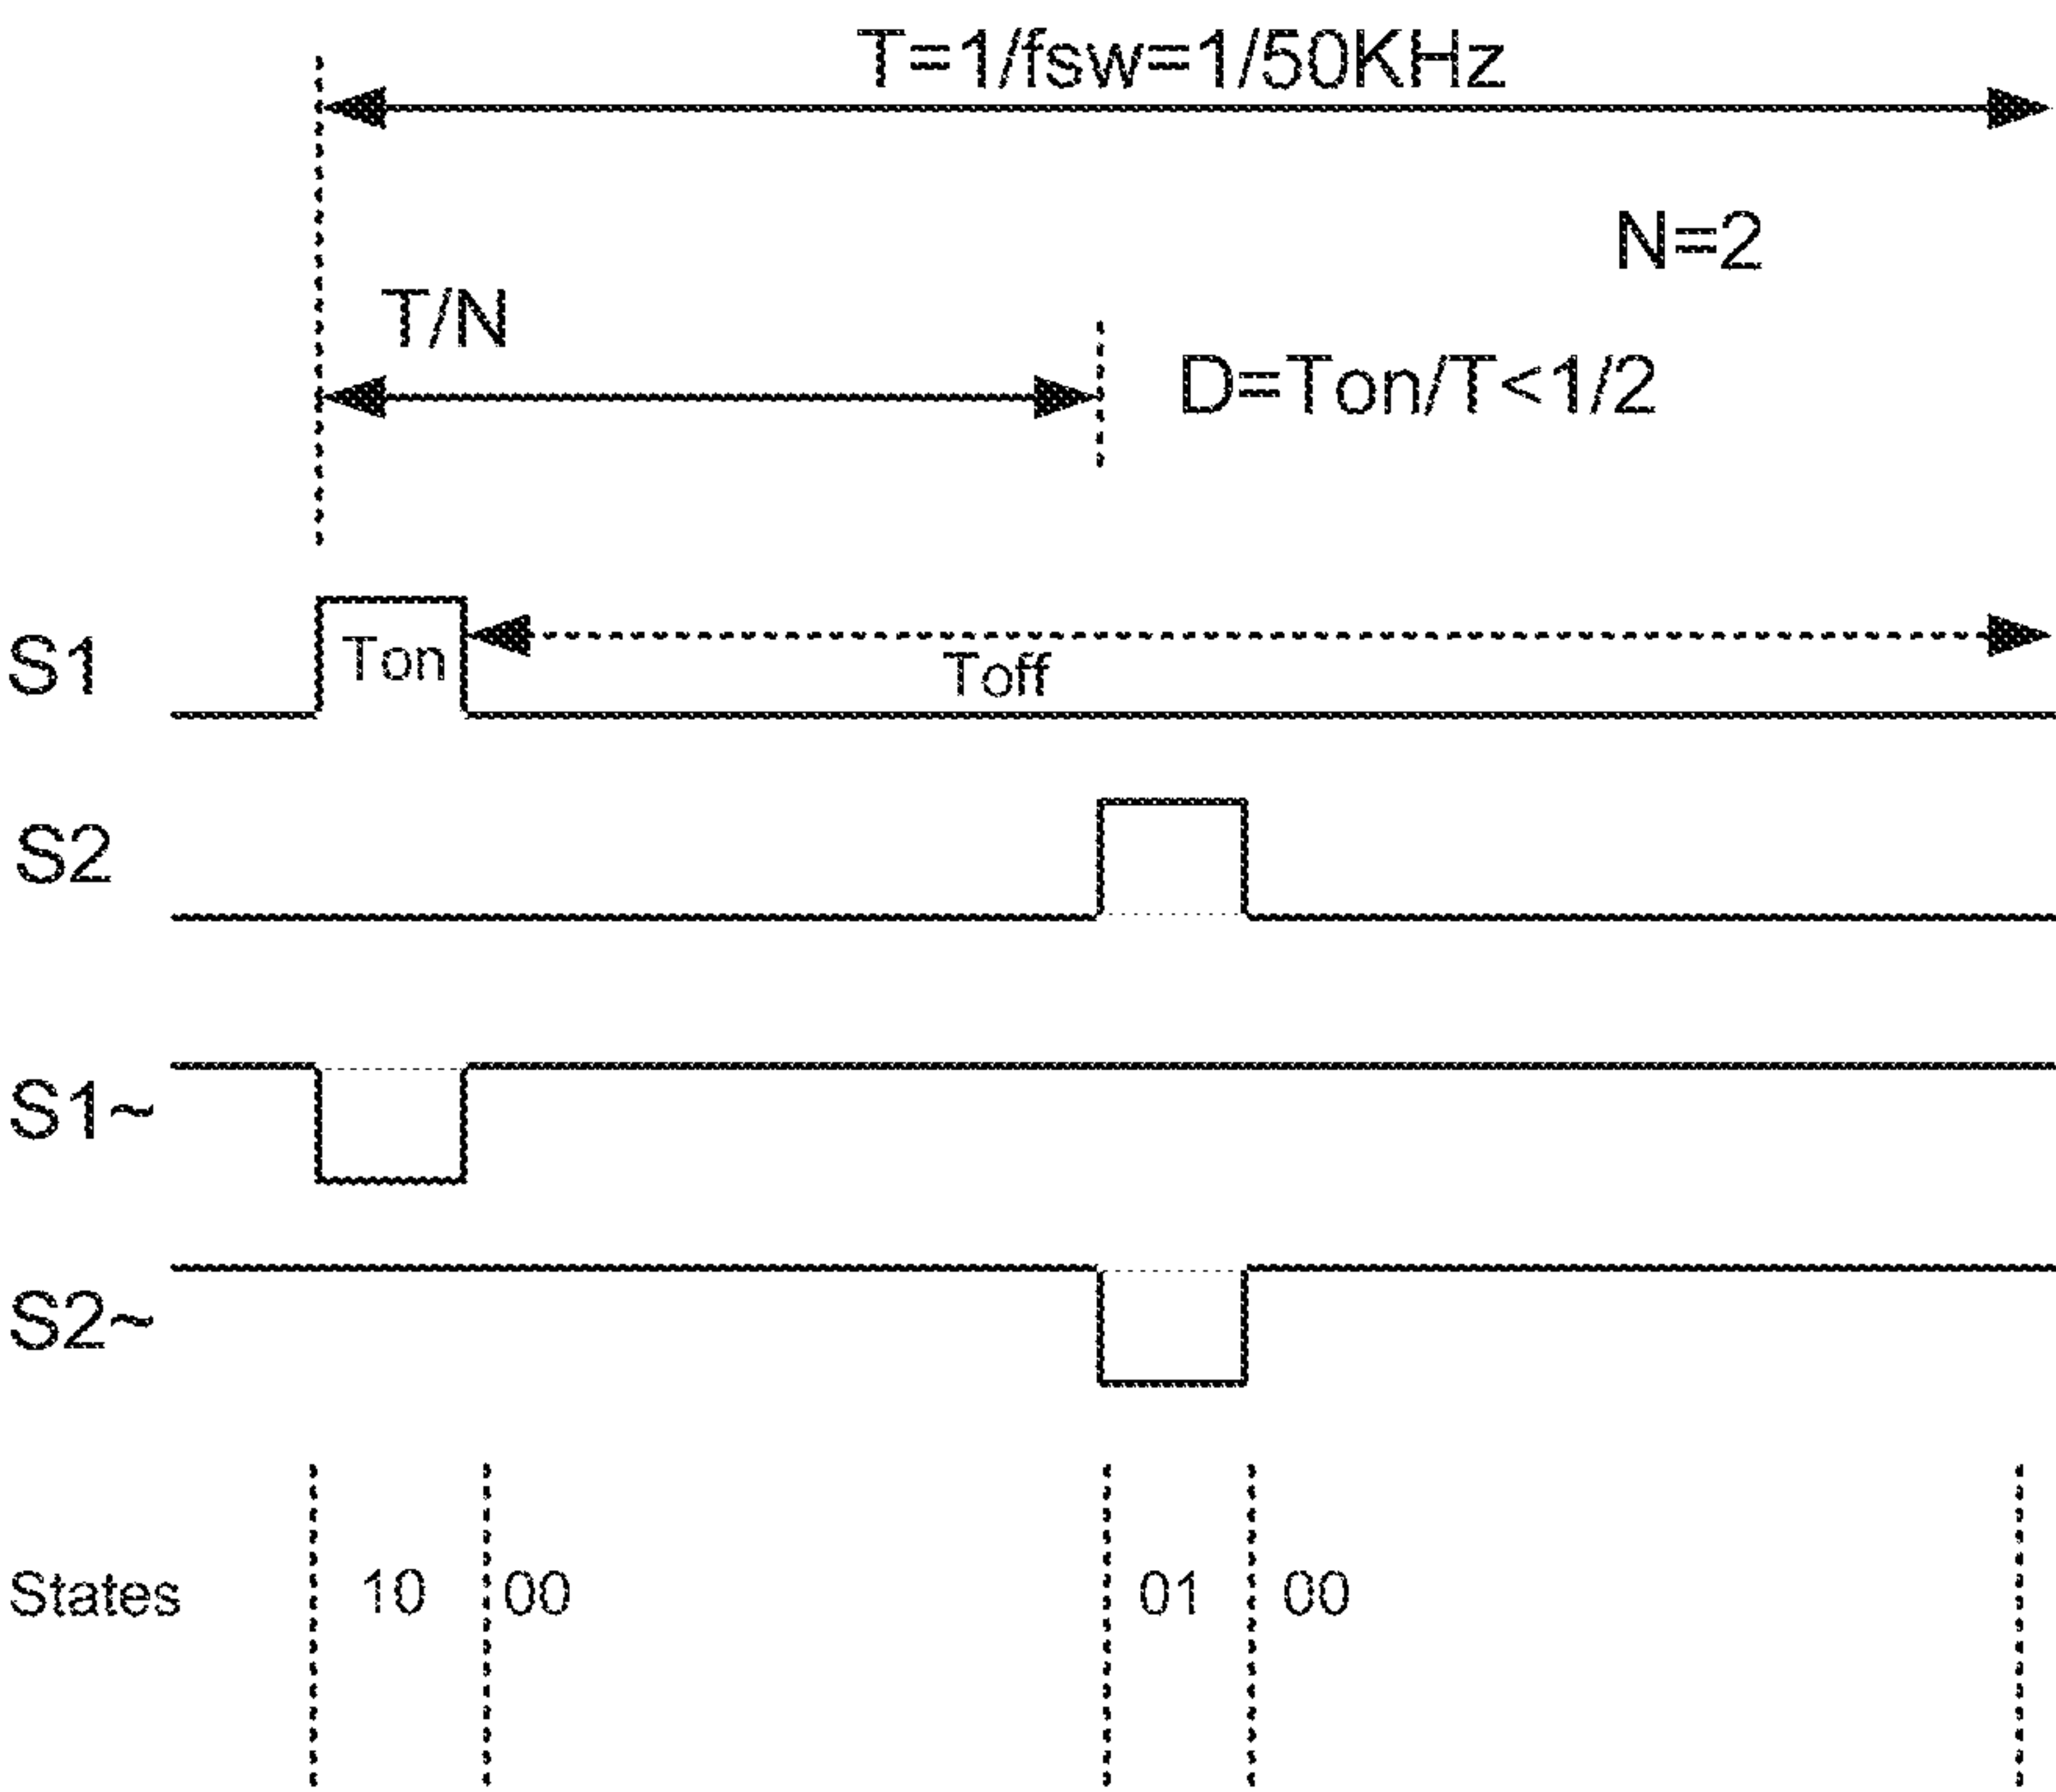 T=1/fsw=1/50KHz
N=2
T/N
D=Ton/T<1/2
S1
Ton
Toff
S2
S1~
S2~
States 10 00 01 00